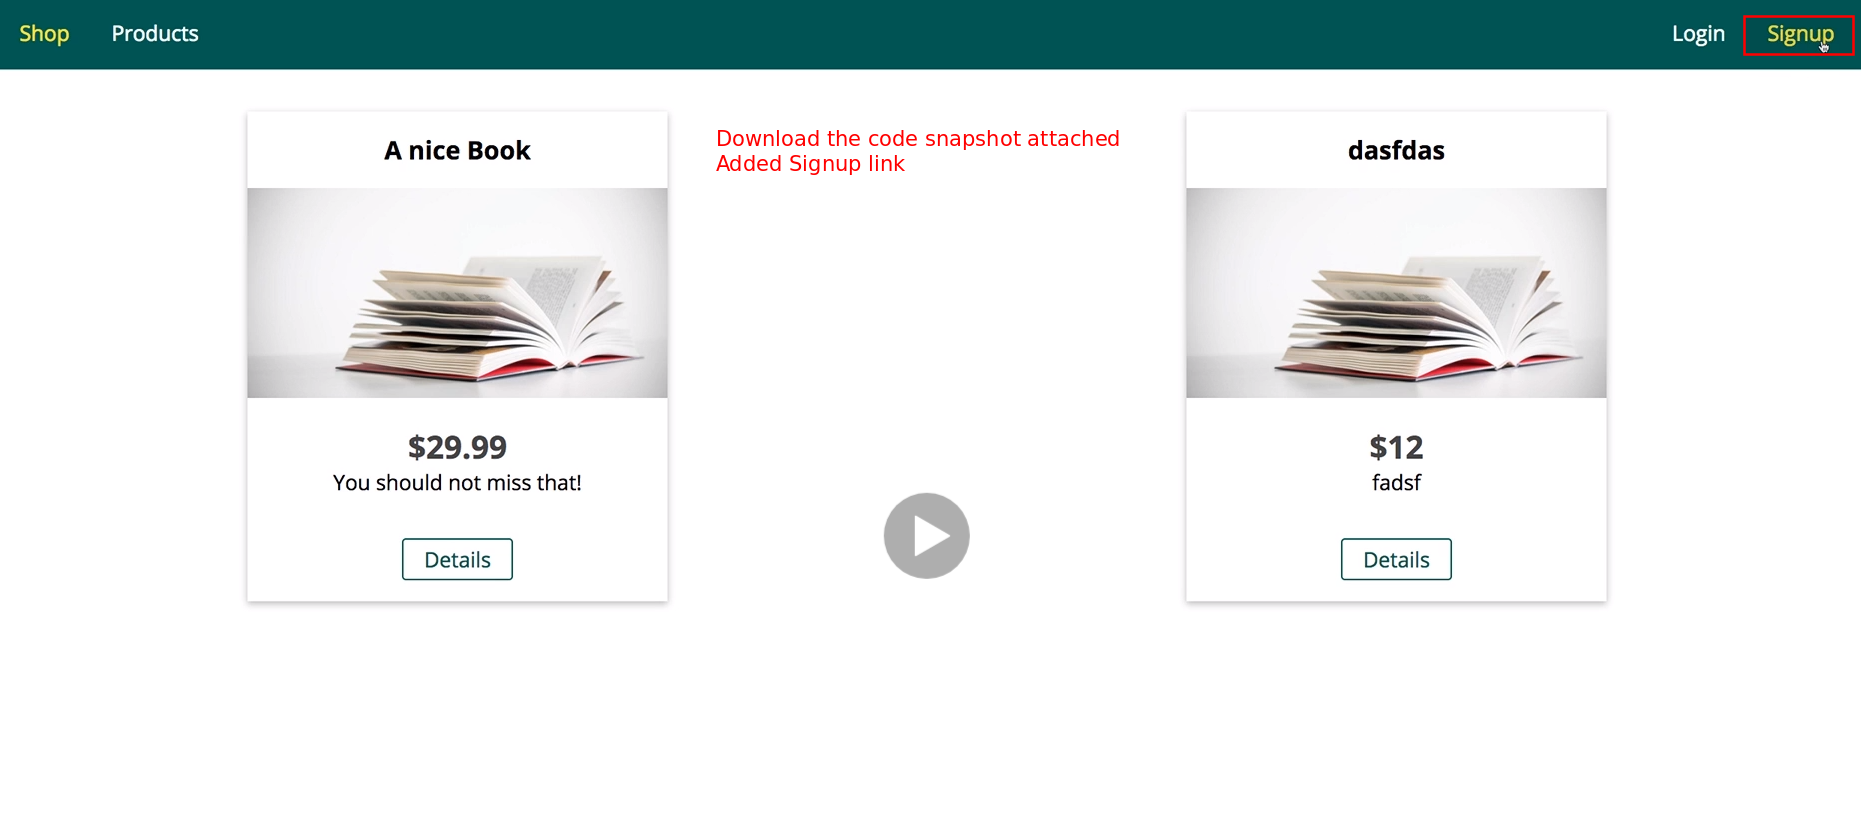 Shop Products Login Signup
A nice Book
Download the code snapshot attached
Added Signup link
dasfdas
$29.99
You should not miss that!
Details
$12
fadsf
Details